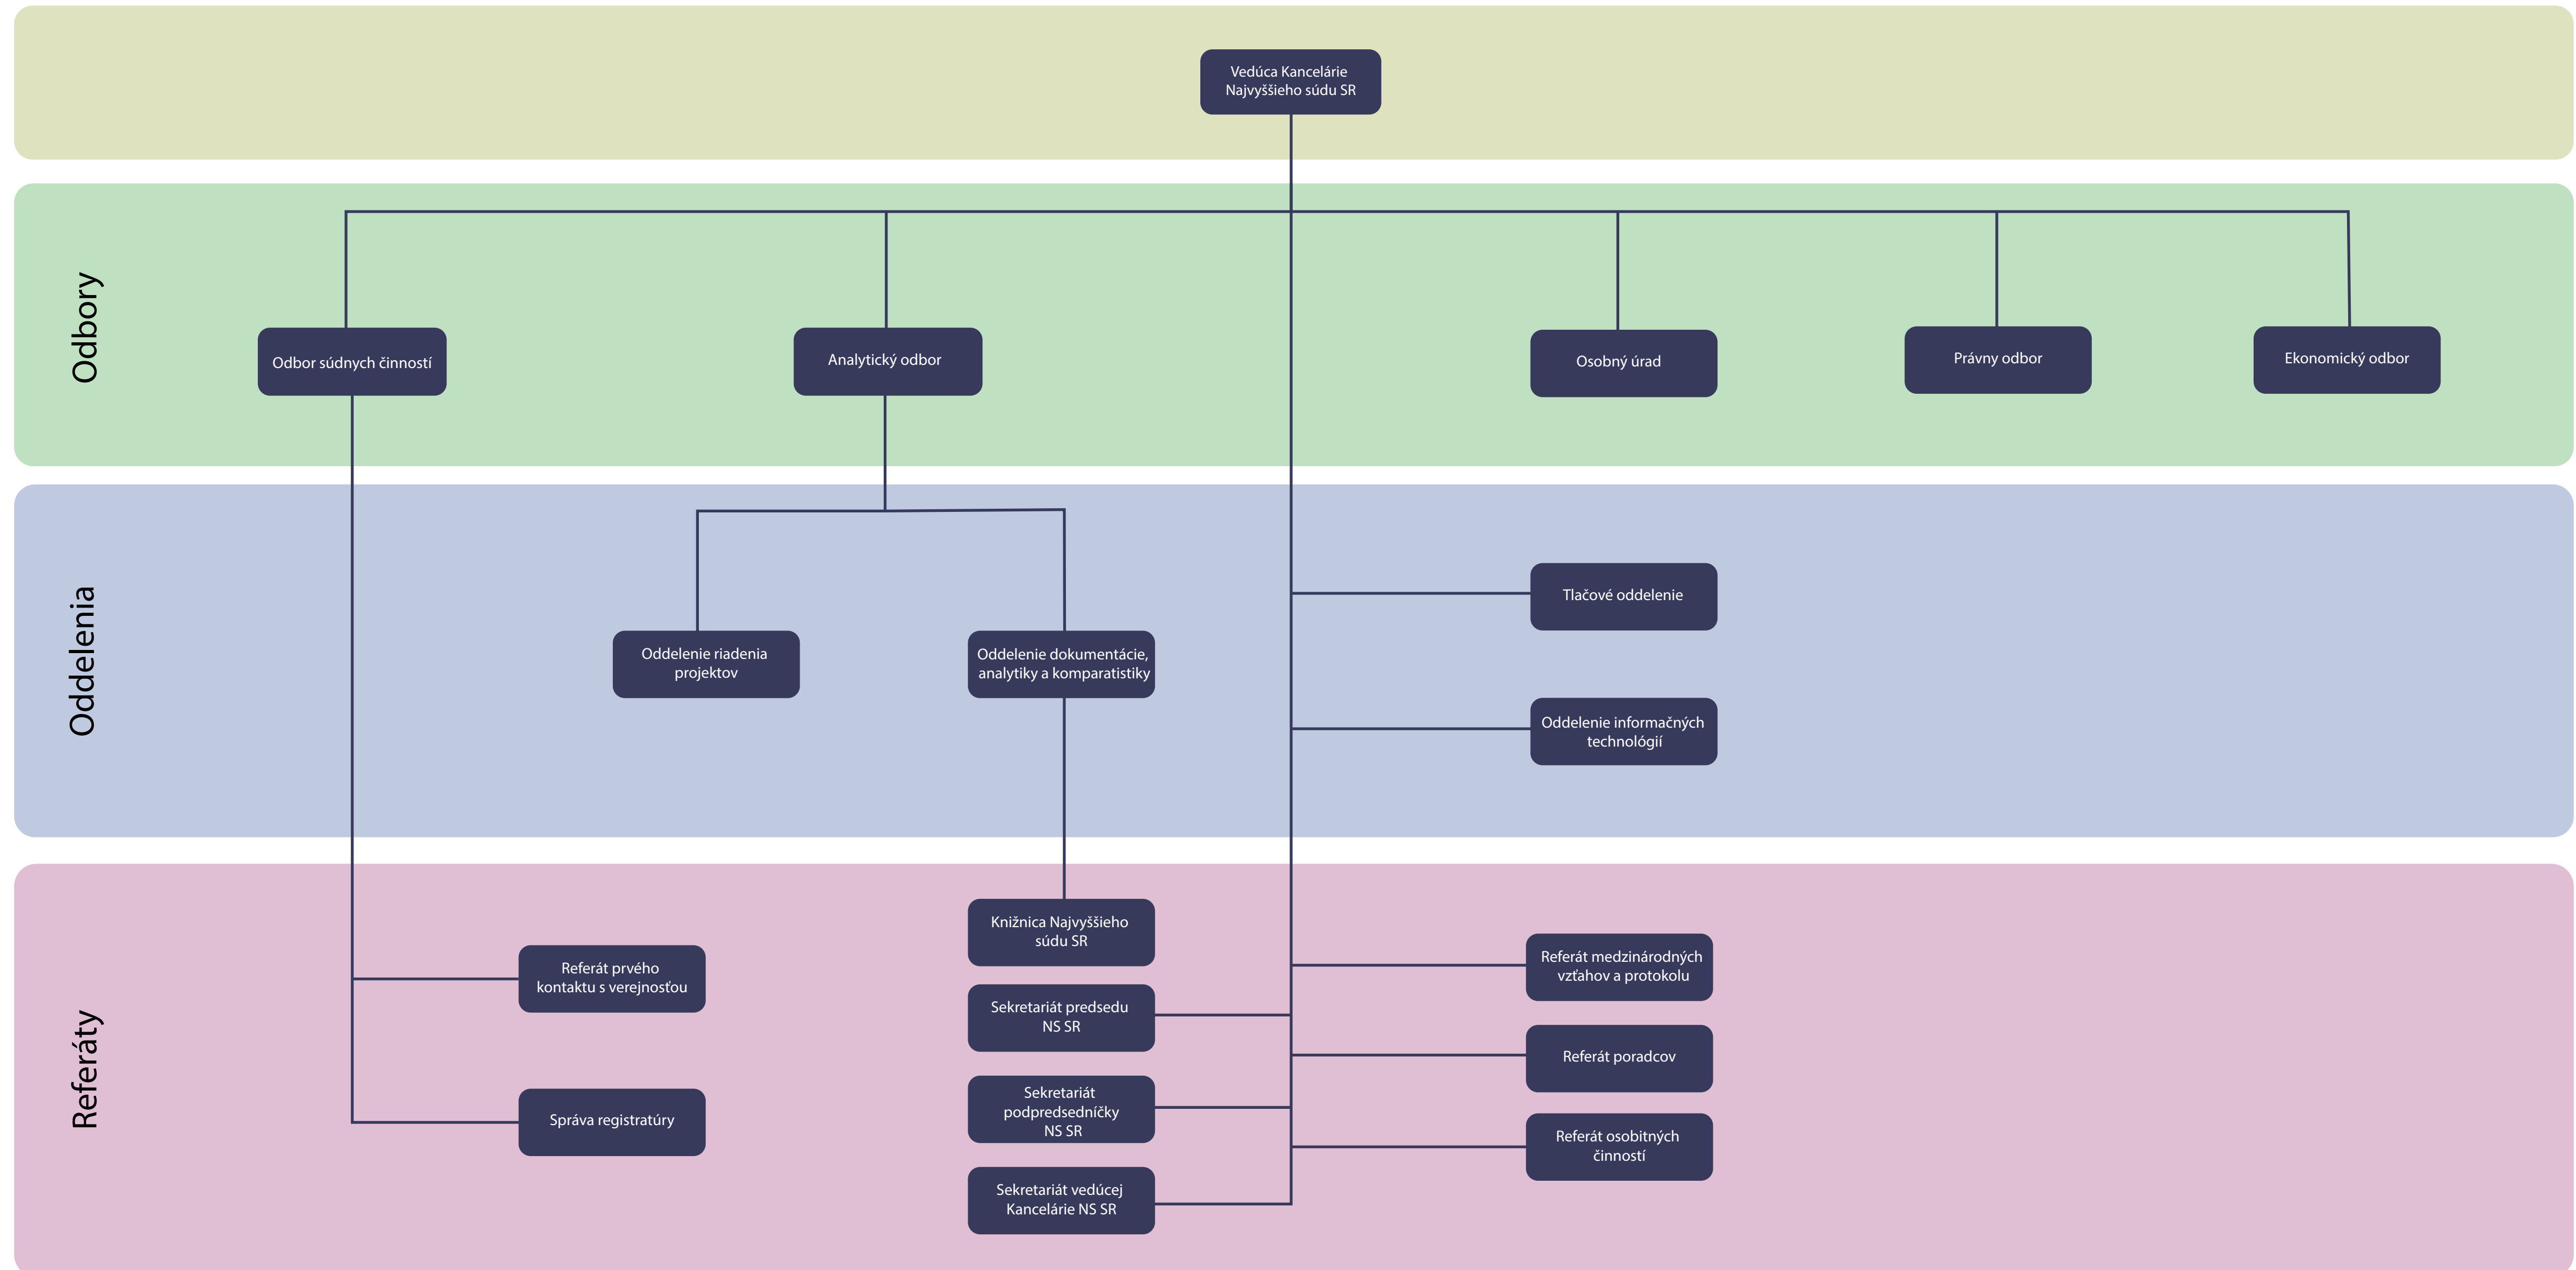 Vedúca Kancelárie
Najvyššieho súdu SR
Odbory
Odbor súdnych činností
Analytický odbor
Osobný úrad
Právny odbor
Ekonomický odbor
Oddelenia
Oddelenie riadenia
projektov
Oddelenie dokumentácie,
analytiky a komparatistiky
Tlačové oddelenie
Oddelenie informačných
technológií
Referáty
Referát prvého
kontaktu s verejnosťou
Správa registratúry
Knižnica Najvyššieho
súdu SR
Sekretariát predsedu
NS SR
Sekretariát
podpredsedníčky
NS SR
Sekretariát vedúcej
Kancelárie NS SR
Referát medzinárodných
vzťahov a protokolu
Referát poradcov
Referát osobitných
činností